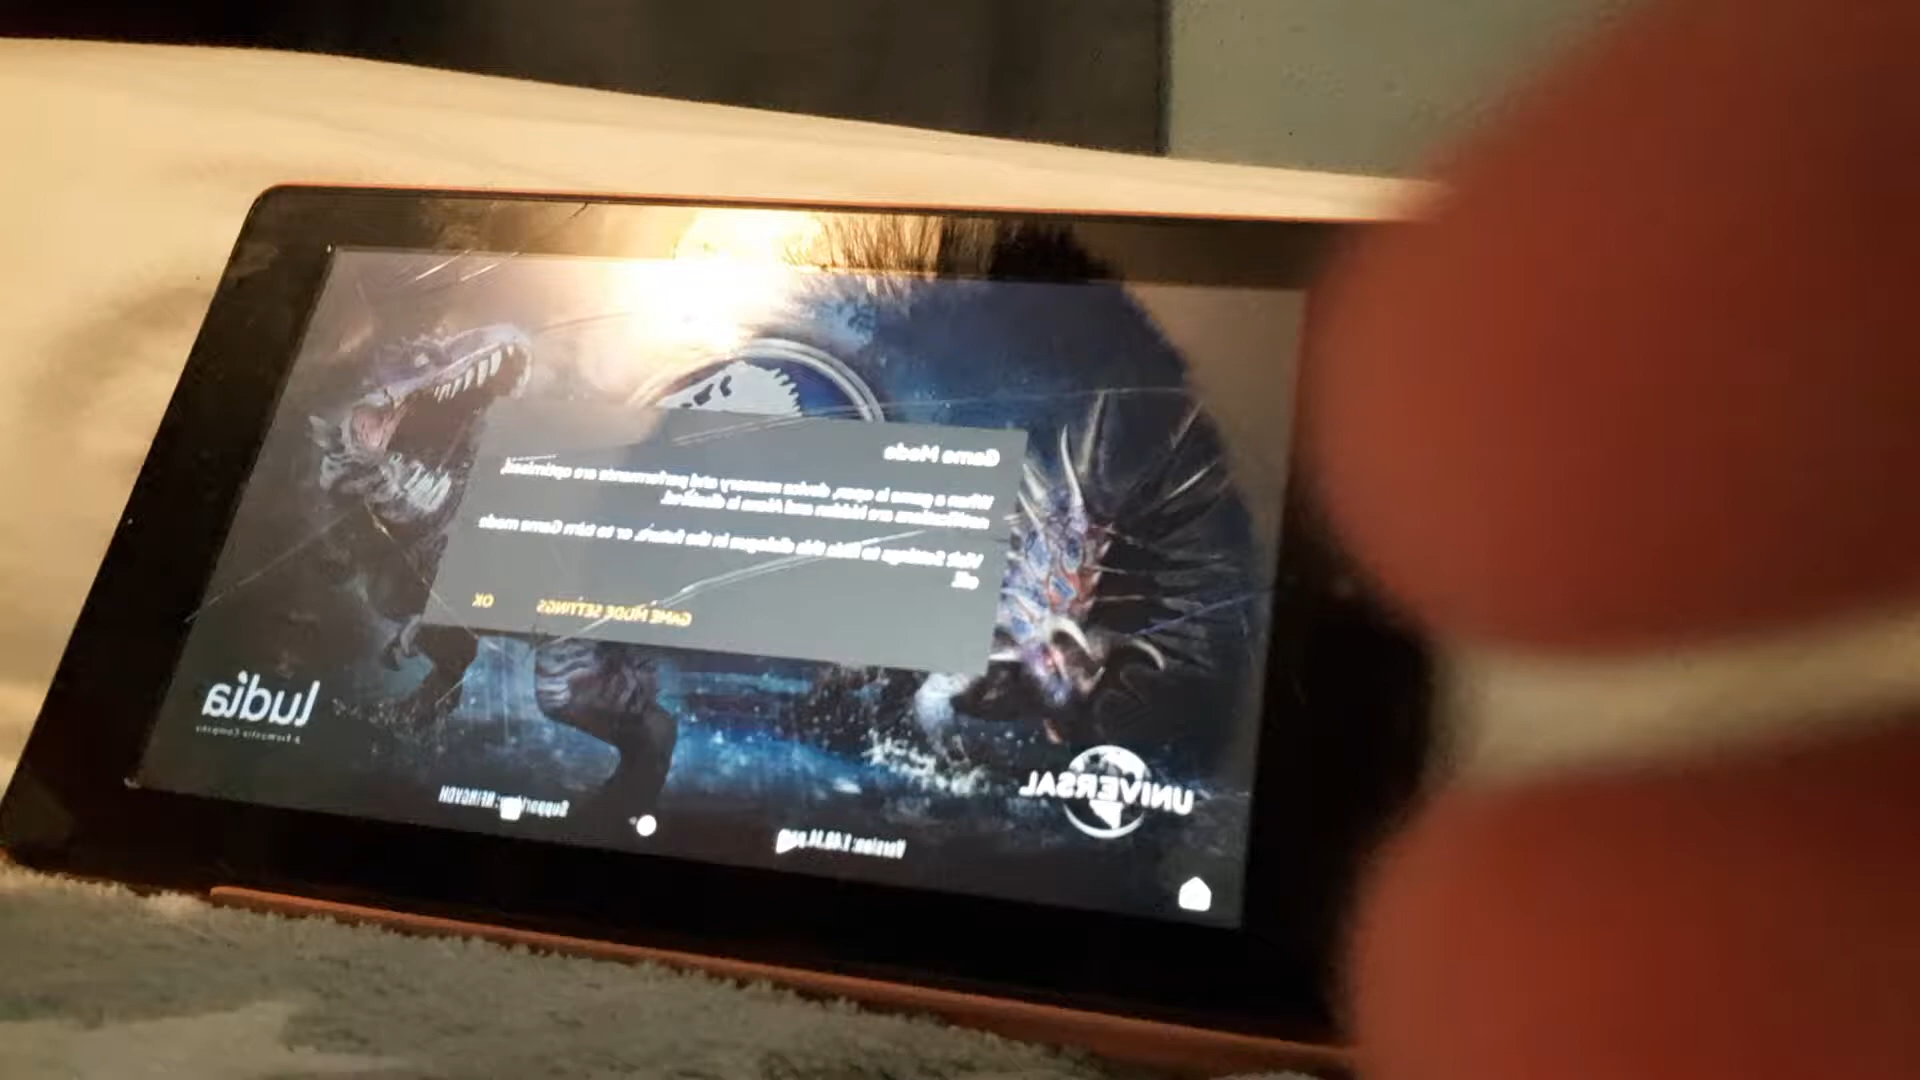 Game Mode
When a game is open, device memory and performance are optimised,
notifications are hidden and Alexa is disabled.
Visit Settings to hide this dialogue in the future, or to turn Game mode
off.
GAME MODE SETTINGS OK
ludia
UNIVERSAL
Version:
Support: